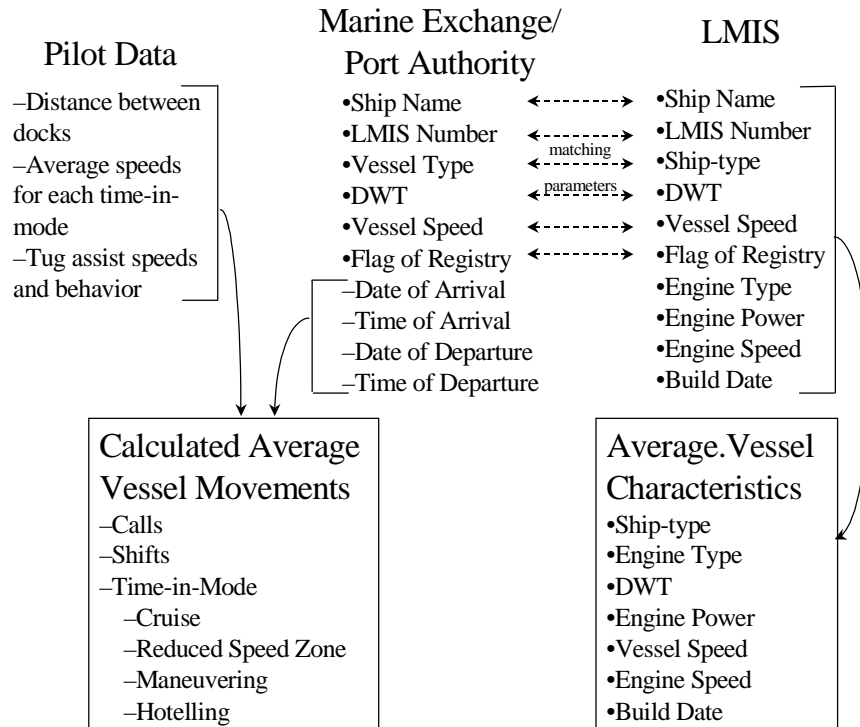 Pilot Data
–Distance between
docks
–Average speeds
for each time-in-
mode
–Tug assist speeds
and behavior
Marine Exchange/
Port Authority
•Ship Name
•LMIS Number
•Vessel Type
•DWT
•Vessel Speed
•Flag of Registry
–Date of Arrival
–Time of Arrival
–Date of Departure
–Time of Departure
matching
parameters
LMIS
•Ship Name
•LMIS Number
•Ship-type
•DWT
•Vessel Speed
•Flag of Registry
•Engine Type
•Engine Power
•Engine Speed
•Build Date
Calculated Average
Vessel Movements
–Calls
–Shifts
–Time-in-Mode
–Cruise
–Reduced Speed Zone
–Maneuvering
–Hotelling
Average.Vessel
Characteristics
•Ship-type
•Engine Type
•DWT
•Engine Power
•Vessel Speed
•Engine Speed
•Build Date